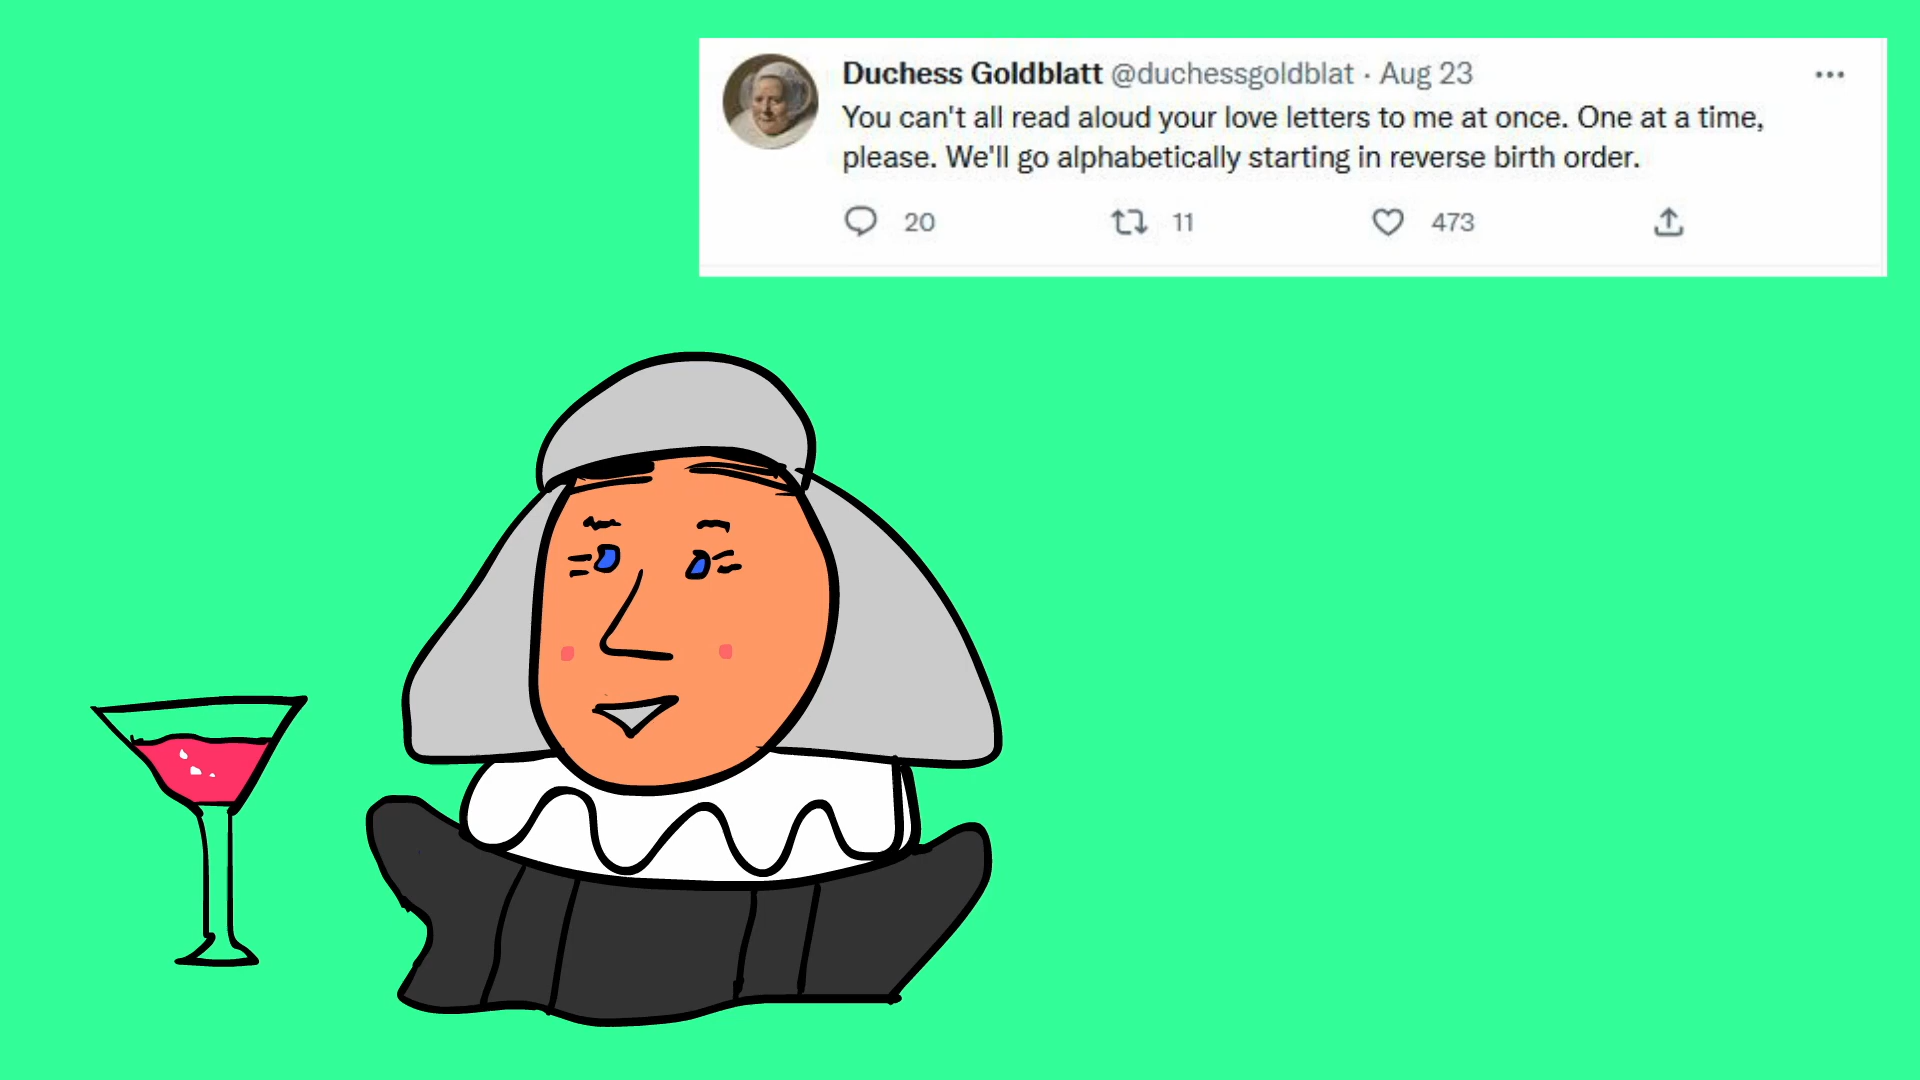 Duchess Goldblatt @duchessgoldblat · Aug 23
You can't all read aloud your love letters to me at once. One at a time,
please. We'll go alphabetically starting in reverse birth order.
20 11 473